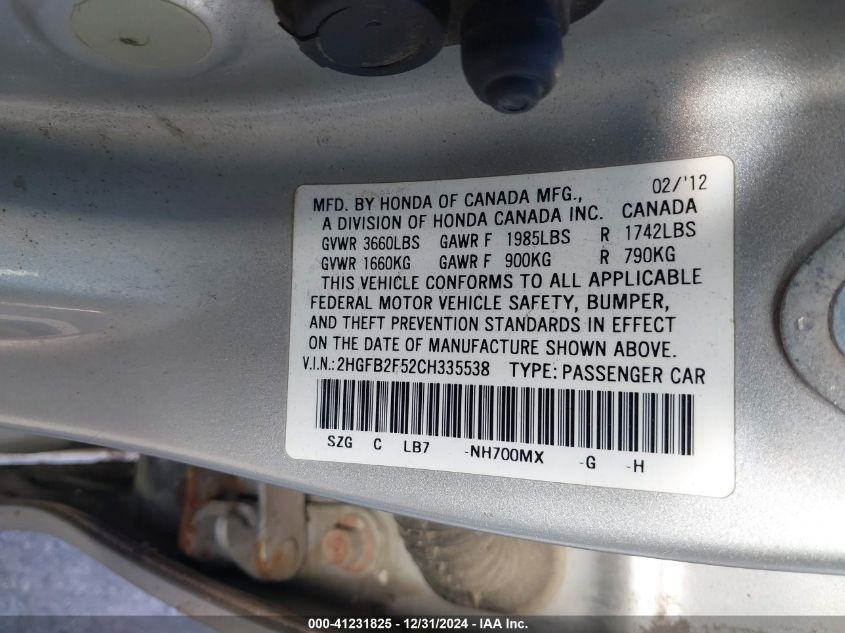 02/'12
MFD. BY HONDA OF CANADA MFG.,
A DIVISION OF HONDA CANADA INC. CANADA
GVWR 3660LBS GAWR F 1985LBS R 1742LBS
GVWR 1660KG GAWR F 900KG R 790KG
THIS VEHICLE CONFORMS TO ALL APPLICABLE
FEDERAL MOTOR VEHICLE SAFETY, BUMPER,
AND THEFT PREVENTION STANDARDS IN EFFECT
ON THE DATE OF MANUFACTURE SHOWN ABOVE.
V.I.N.:2HGFB2F52CH335538 TYPE: PASSENGER CAR
SZG C LB7 -NH700MX -G -H
000-41231825 - 12/31/2024 - IAA Inc.